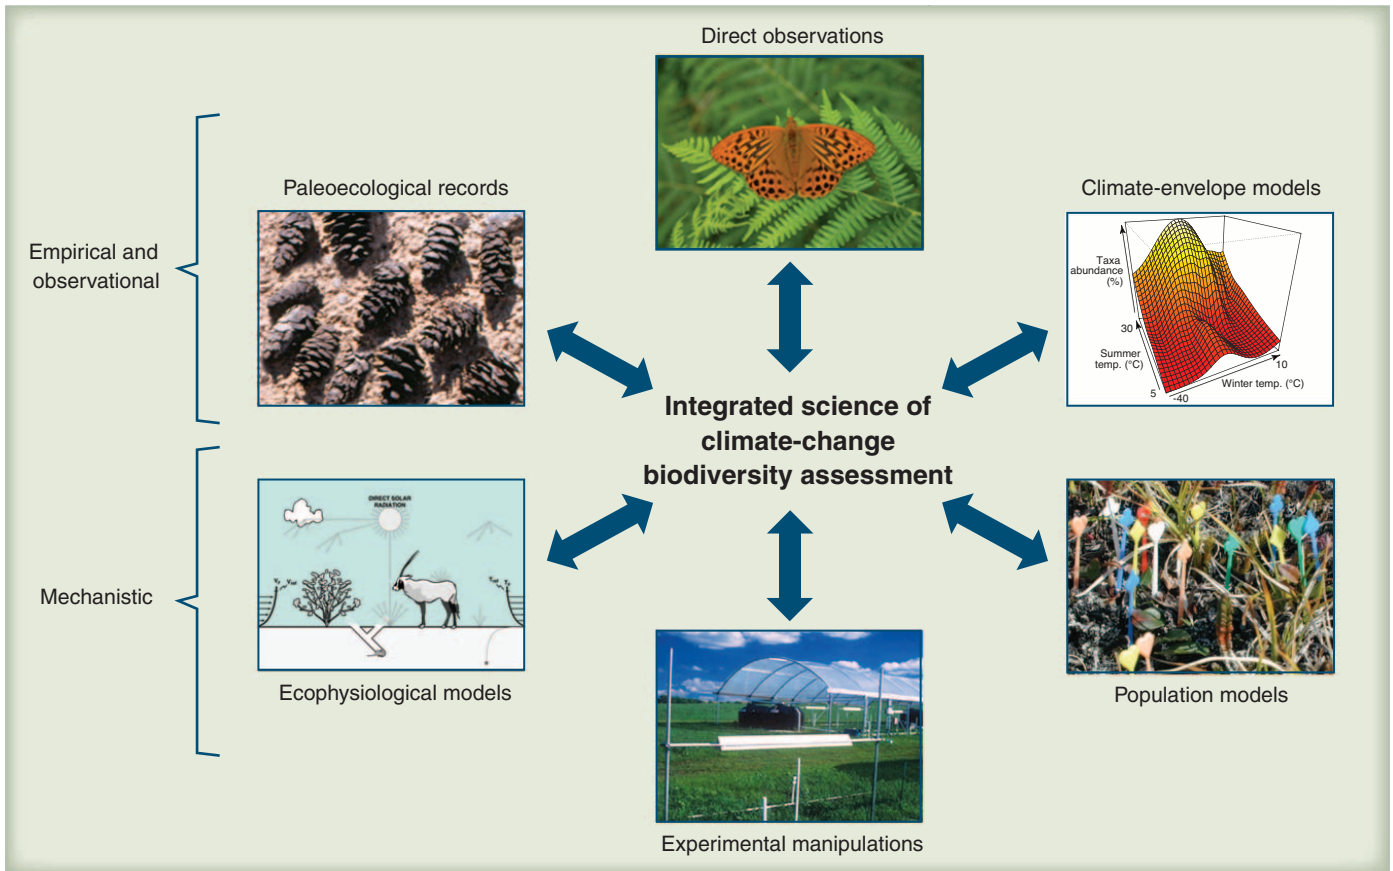 Direct observations
Paleoecological records
Climate-envelope models
Empirical and
observational
Taxa
abundance
(%)
30
Summer
temp. (°C)
5
-40
Winter temp. (°C)
10
Integrated science of
climate-change
biodiversity assessment
DIRECT SOLAR
RADIATION
Mechanistic
Ecophysiological models
Population models
Experimental manipulations